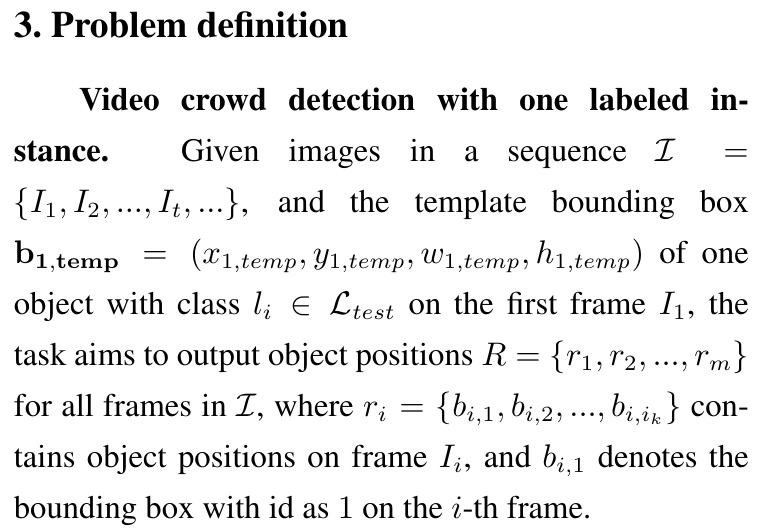 3. Problem definition
Video crowd detection with one labeled in-
stance. Given images in a sequence $\mathcal{I}$ =
{$I_1, I_2, ..., I_t, ...$}, and the template bounding box
$\mathbf{b_{1,temp}}$ = $(x_{1,temp}, y_{1,temp}, w_{1,temp}, h_{1,temp})$ of one
object with class $l_i \in \mathcal{L}_{test}$ on the first frame $I_1$, the
task aims to output object positions $R = \{r_1, r_2, ..., r_m\}$
for all frames in $\mathcal{I}$, where $r_i = \{b_{i,1}, b_{i,2}, ..., b_{i,i_k}\}$ con-
tains object positions on frame $I_i$, and $b_{i,1}$ denotes the
bounding box with id as 1 on the $i$-th frame.